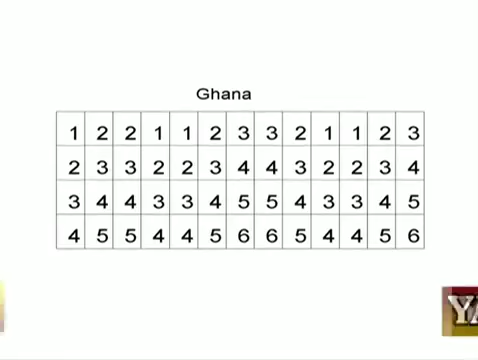 Ghana
1 2 2 1 1 2 3 3 2 1 1 2 3
2 3 3 2 2 3 4 4 3 2 2 3 4
3 4 4 3 3 4 5 5 4 3 3 4 5
4 5 5 4 4 5 6 6 5 4 4 5 6